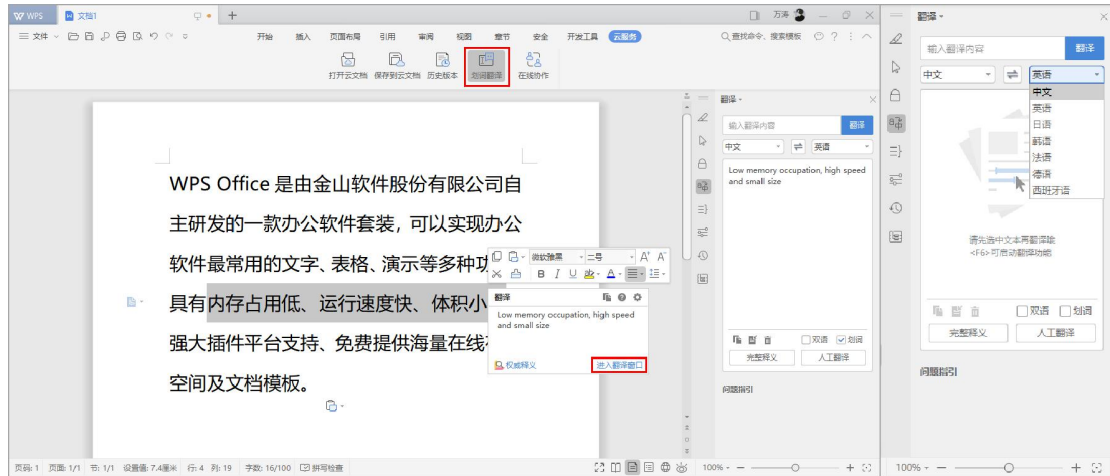 WPS WPS 文档1
文件 开始 插入 页面布局 引用 审阅 视图 章节 安全 开发工具 云服务 查找命令、搜索模板
万涛
打开云文档 保存到云文档 历史版本 划词翻译 在线协作
WPS Office 是由金山软件股份有限公司自
主研发的一款办公软件套装，可以实现办公
软件最常用的文字、表格、演示等多种功
具有内存占用低、运行速度快、体积小
强大插件平台支持、免费提供海量在线
空间及文档模板。
微软雅黑 二号 A+ A-
B I U A
翻译
Low memory occupation, high speed
and small size
权威释义 进入翻译窗口
翻译
输入翻译内容 翻译
中文 英语
Low memory occupation, high speed
and small size
双语 划词
完整释义 人工翻译
问题指引
翻译
输入翻译内容 翻译
中文 英语
中文
英语
日语
韩语
法语
德语
西班牙语
请先选中文本再翻译哦
<F6>可启动翻译功能
双语 划词
完整释义 人工翻译
问题指引
页码: 1 页面: 1/1 节: 1/1 设置值: 7.4厘米 行: 4 列: 19 字数: 16/100 拼写检查 100% 100%